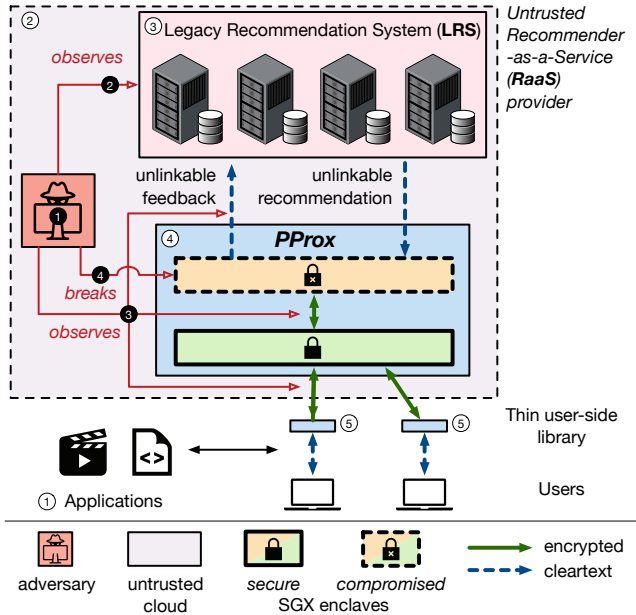 ②
③ Legacy Recommendation System (LRS)
Untrusted
Recommender
-as-a-Service
(RaaS)
provider
observes
2
unlinkable
feedback
unlinkable
recommendation
1
④
PProx
4
breaks
3
observes
⑤
⑤
Thin user-side
library
① Applications
Users
adversary
untrusted
cloud
secure
compromised
SGX enclaves
encrypted
cleartext